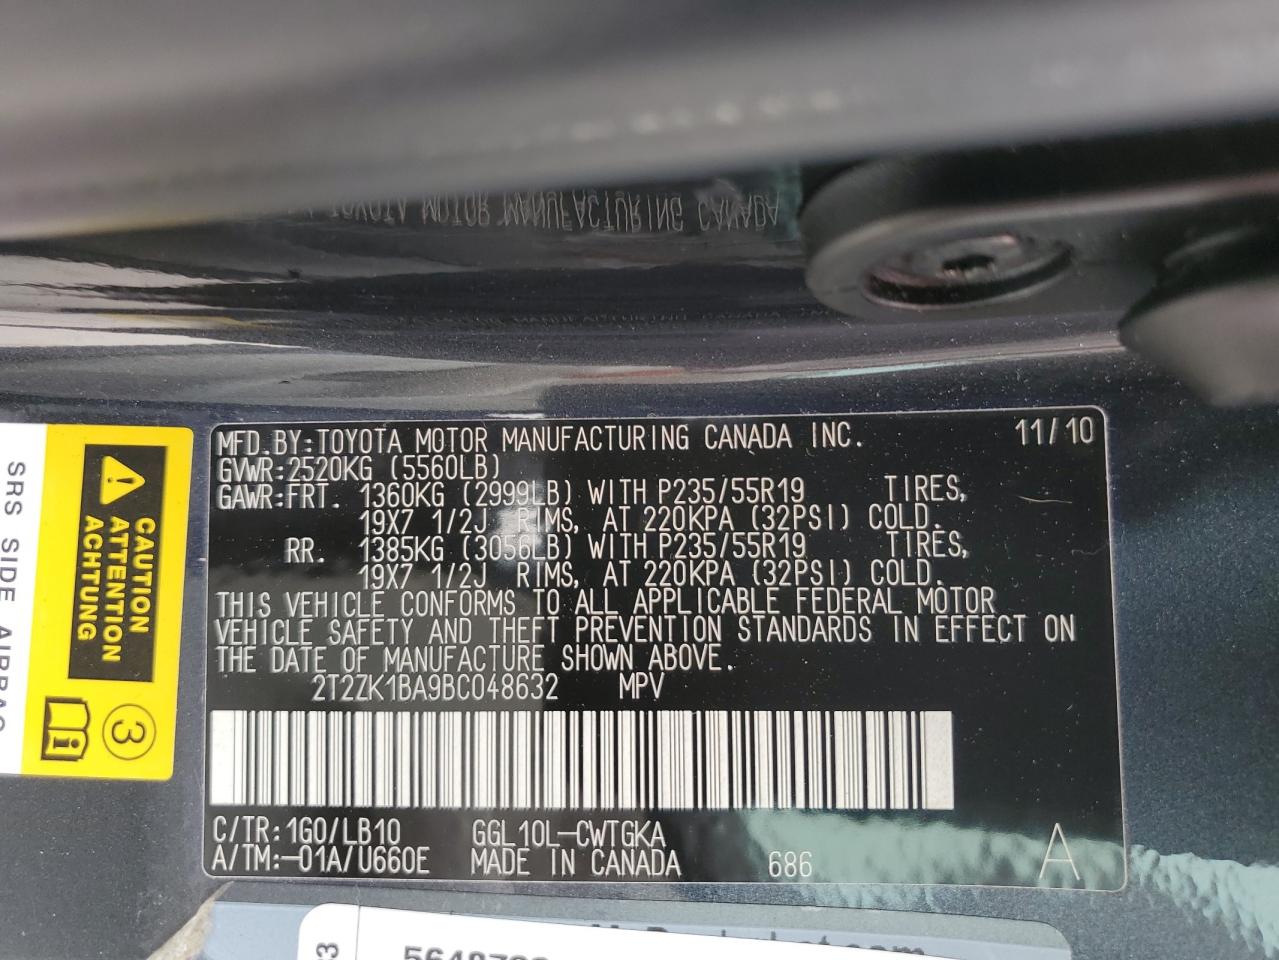 MFD.BY:TOYOTA MOTOR MANUFACTURING CANADA INC. 11/10
GVWR:2520KG (5560LB)
GAWR:FRT. 1360KG (2999LB) WITH P235/55R19 TIRES,
19X7 1/2J RIMS, AT 220KPA (32PSI) COLD.
RR. 1385KG (3056LB) WITH P235/55R19 TIRES,
19X7 1/2J RIMS, AT 220KPA (32PSI) COLD.
THIS VEHICLE CONFORMS TO ALL APPLICABLE FEDERAL MOTOR
VEHICLE SAFETY AND THEFT PREVENTION STANDARDS IN EFFECT ON
THE DATE OF MANUFACTURE SHOWN ABOVE.
2T2ZK1BA9BC048632 MPV
C/TR:1G0/LB10 GGL10L-CWTGKA
A/TM:-01A/U660E MADE IN CANADA 686 A
CAUTION
ATTENTION
ACHTUNG
3
SRS SIDE AIRBAG